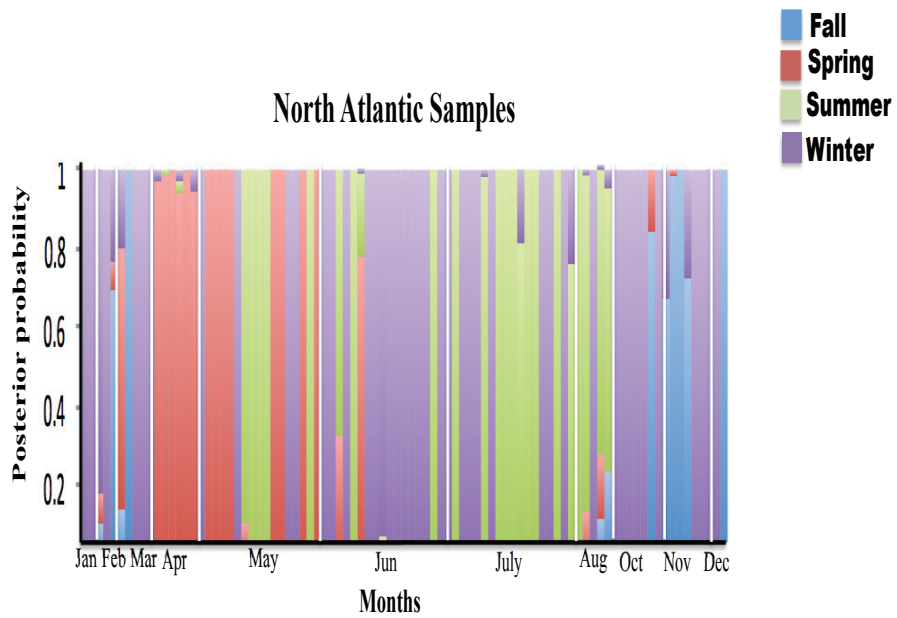 Fall
Spring
Summer
Winter
North Atlantic Samples
Posterior probability
1
0.8
0.6
0.4
0.2
Jan Feb Mar Apr May Jun July Aug Oct Nov Dec
Months